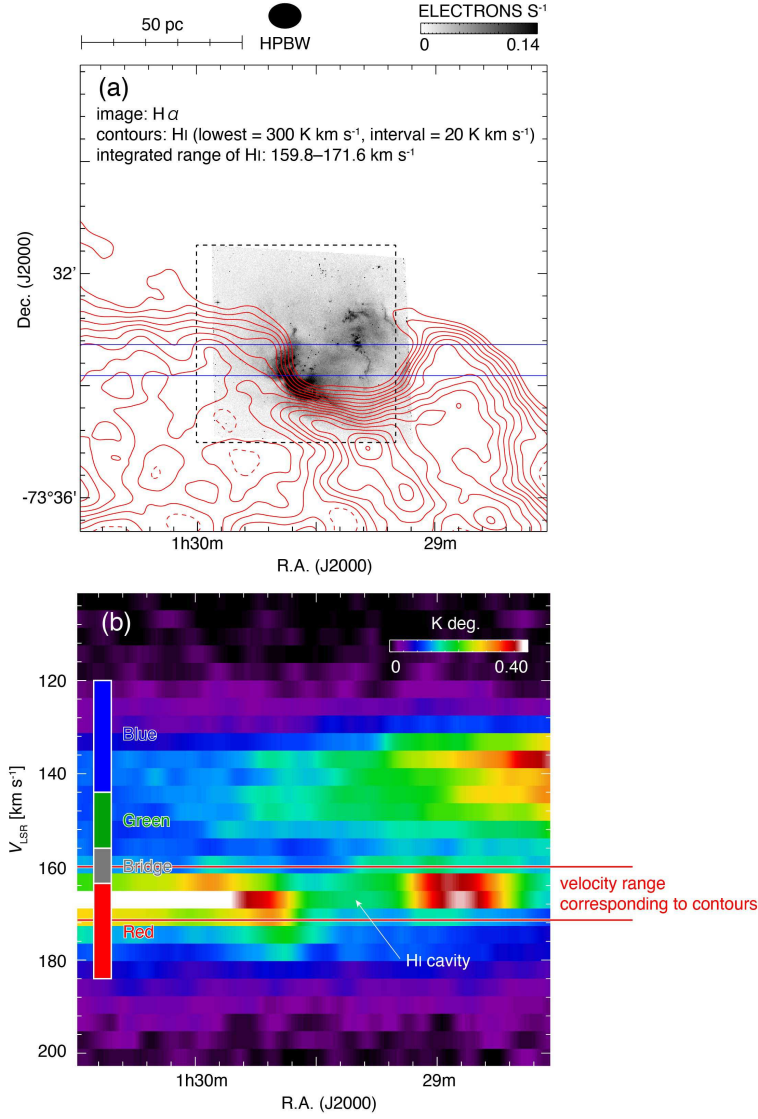 50 pc
HPBW
ELECTRONS S⁻¹
0 0.14
(a)
image: Hα
contours: HI (lowest = 300 K km s⁻¹, interval = 20 K km s⁻¹)
integrated range of HI: 159.8–171.6 km s⁻¹
Dec. (J2000)
32'
-73°36'
1h30m 29m
R.A. (J2000)
(b)
K deg.
0 0.40
V_LSR [km s⁻¹]
120
140
160
180
200
Blue
Green
Bridge
Red
velocity range
corresponding to contours
HI cavity
1h30m 29m
R.A. (J2000)